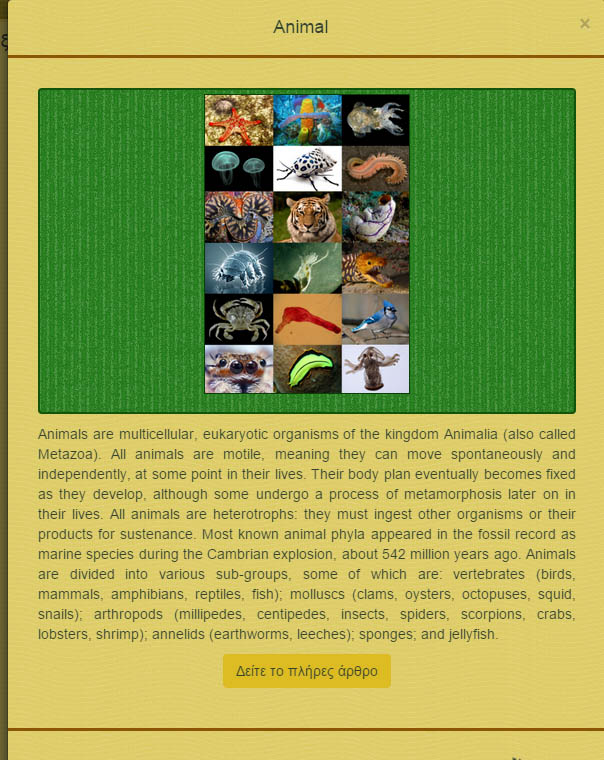 Animal
×
Animals are multicellular, eukaryotic organisms of the kingdom Animalia (also called
Metazoa). All animals are motile, meaning they can move spontaneously and
independently, at some point in their lives. Their body plan eventually becomes fixed
as they develop, although some undergo a process of metamorphosis later on in
their lives. All animals are heterotrophs: they must ingest other organisms or their
products for sustenance. Most known animal phyla appeared in the fossil record as
marine species during the Cambrian explosion, about 542 million years ago. Animals
are divided into various sub-groups, some of which are: vertebrates (birds,
mammals, amphibians, reptiles, fish); molluscs (clams, oysters, octopuses, squid,
snails); arthropods (millipedes, centipedes, insects, spiders, scorpions, crabs,
lobsters, shrimp); annelids (earthworms, leeches); sponges; and jellyfish.
Δείτε το πλήρες άρθρο